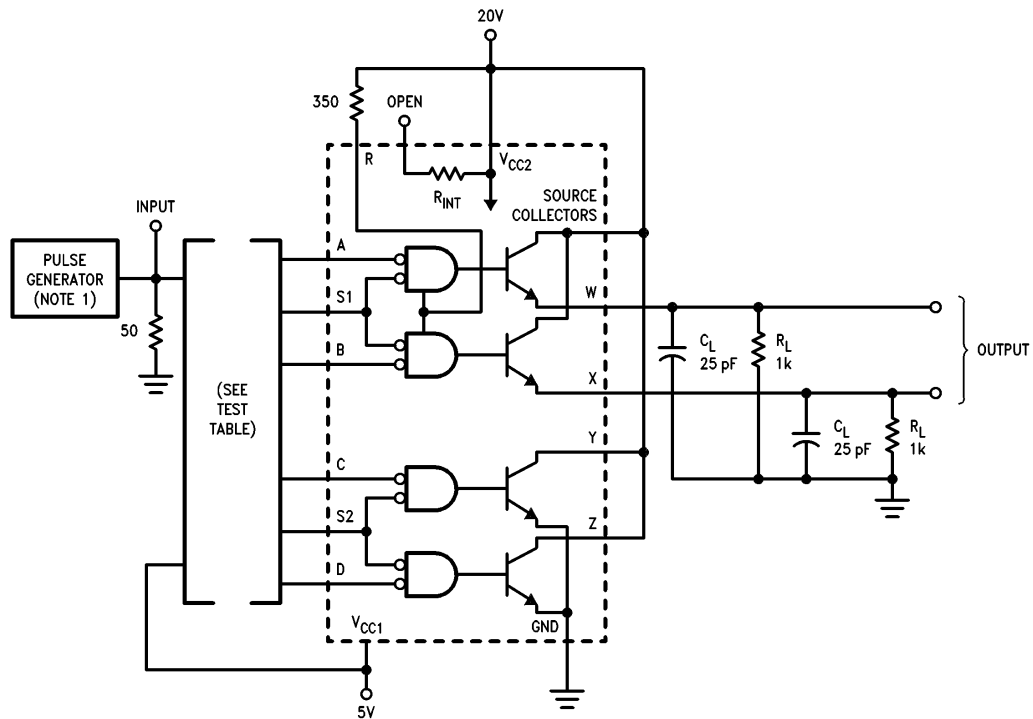 20V
350
OPEN
R
VCC2
RINT
SOURCE
COLLECTORS
INPUT
PULSE
GENERATOR
(NOTE 1)
50
A
S1
B
W
X
CL
25 pF
RL
1k
OUTPUT
CL
25 pF
RL
1k
(SEE
TEST
TABLE)
C
S2
D
Y
Z
VCC1
GND
5V